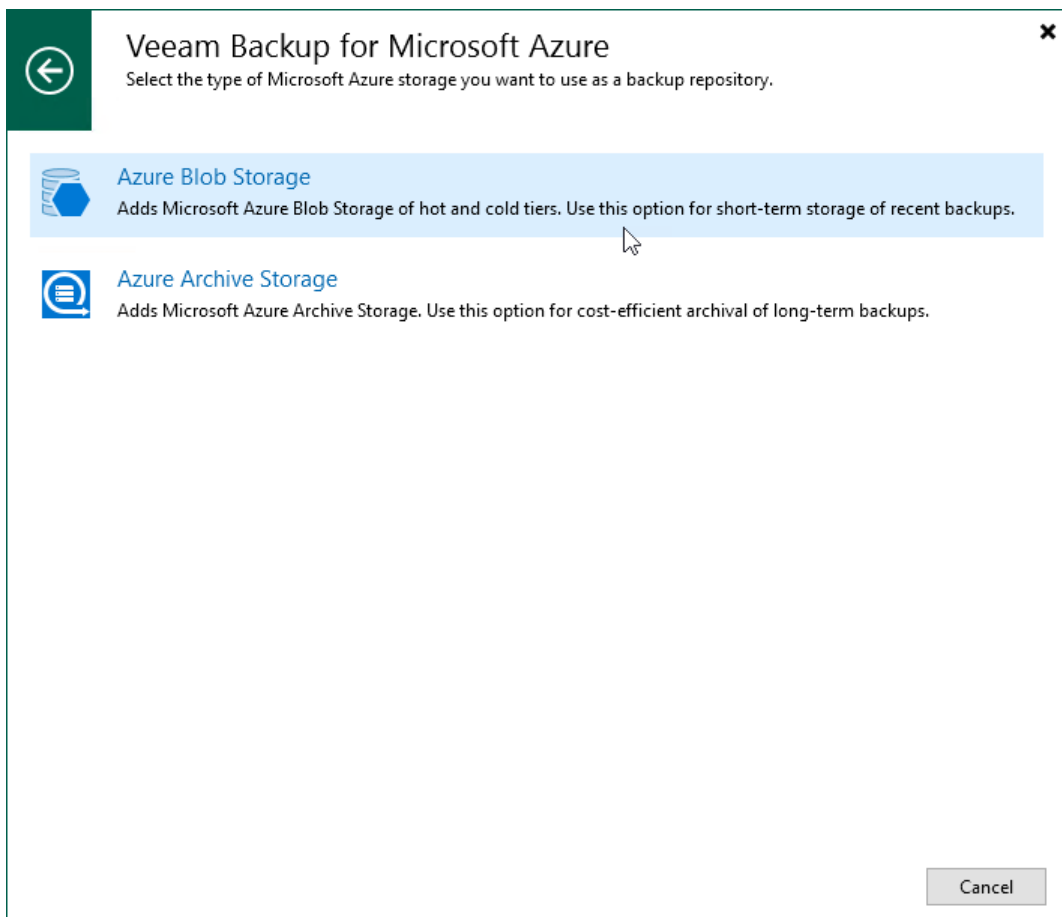 Veeam Backup for Microsoft Azure
Select the type of Microsoft Azure storage you want to use as a backup repository.
Azure Blob Storage
Adds Microsoft Azure Blob Storage of hot and cold tiers. Use this option for short-term storage of recent backups.
Azure Archive Storage
Adds Microsoft Azure Archive Storage. Use this option for cost-efficient archival of long-term backups.
Cancel